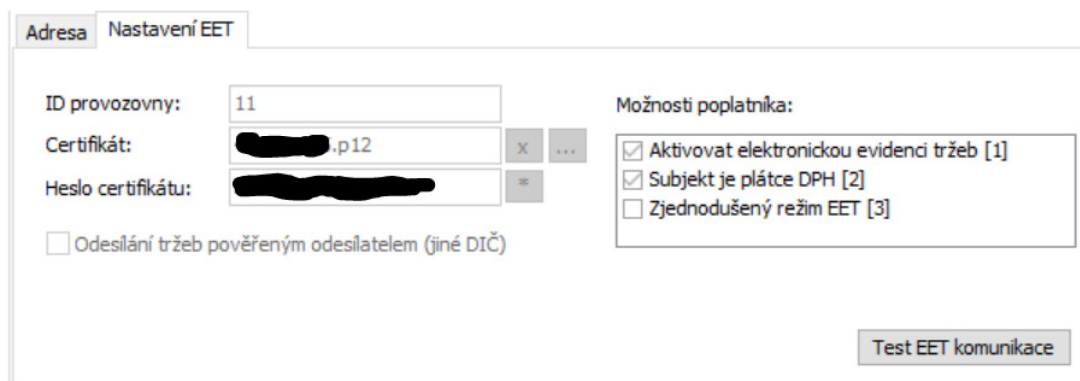 Adresa Nastavení EET
ID provozovny: 11
Certifikát: .p12 x ...
Heslo certifikátu: *
Odesílání tržeb pověřeným odesílatelem (jiné DIČ)
Možnosti poplatníka:
Aktivovat elektronickou evidenci tržeb [1]
Subjekt je plátce DPH [2]
Zjednodušený režim EET [3]
Test EET komunikace